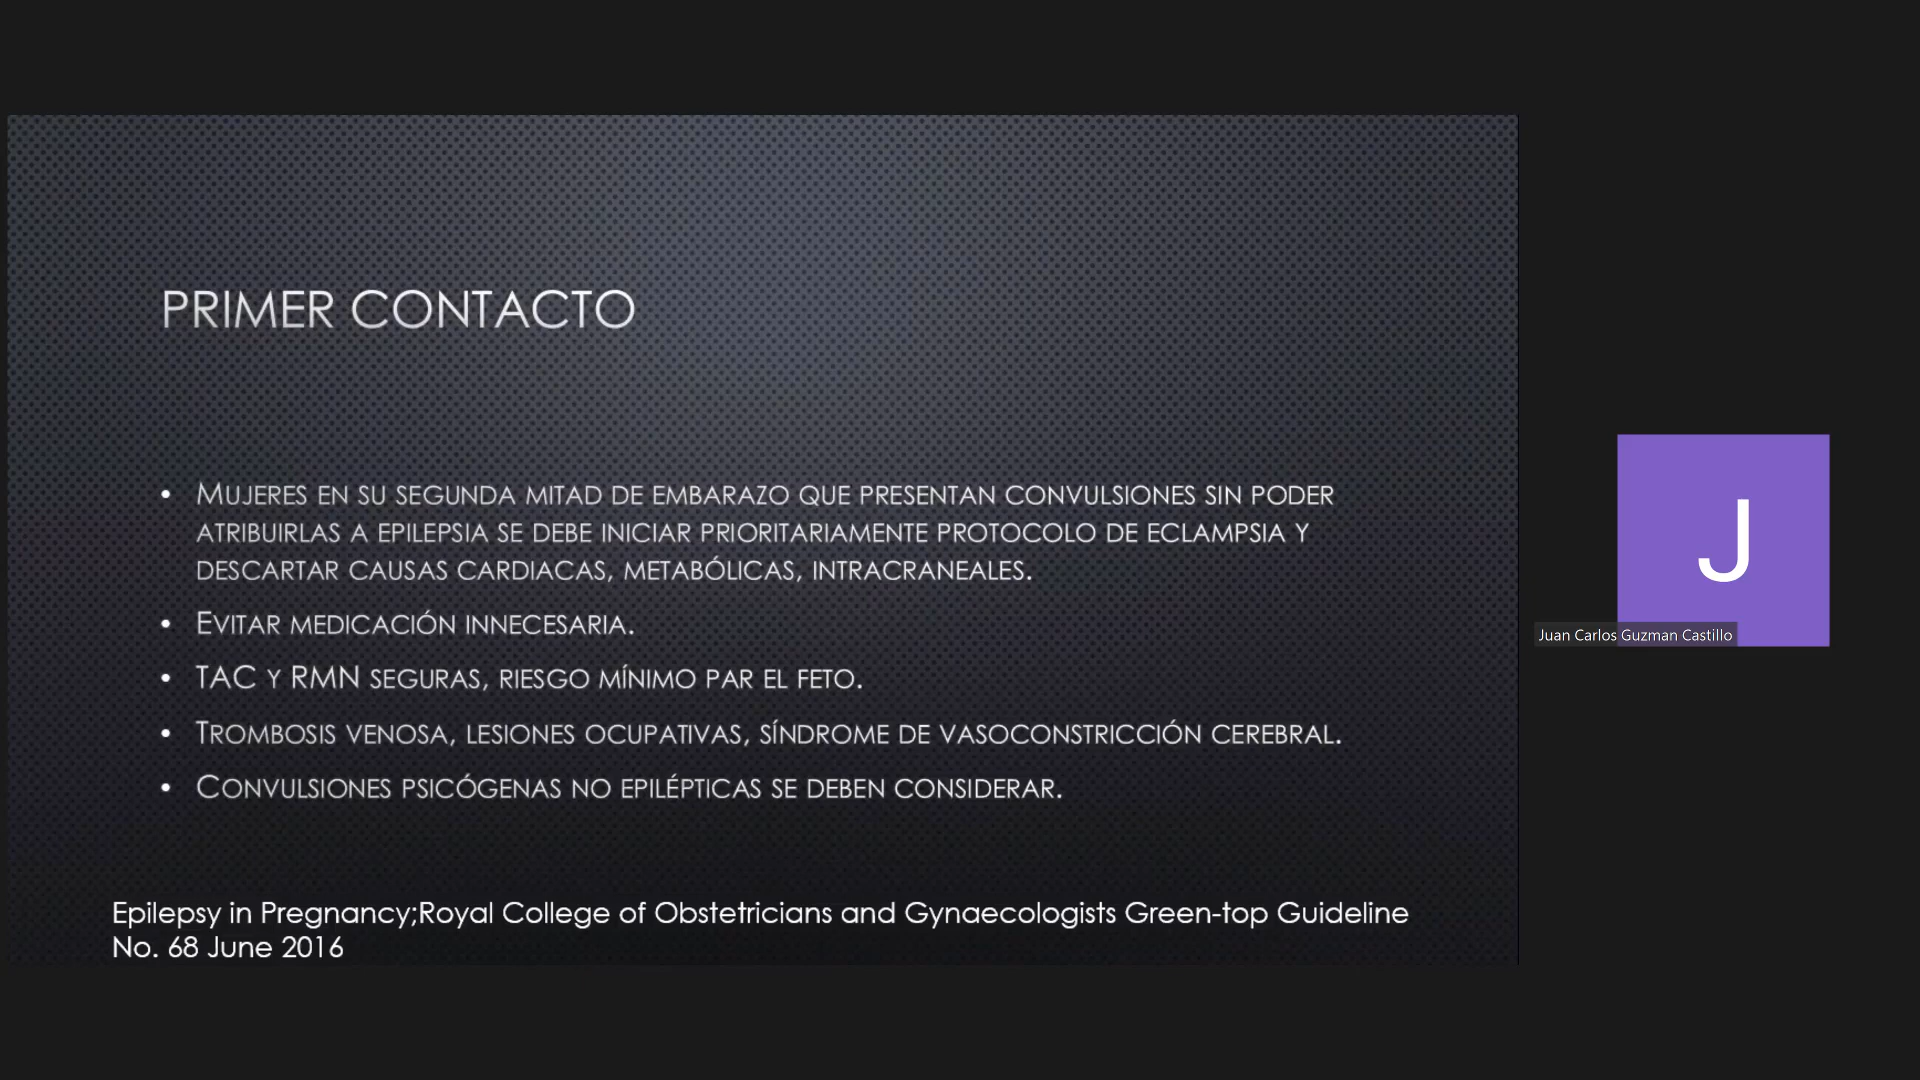 PRIMER CONTACTO
• MUJERES EN SU SEGUNDA MITAD DE EMBARAZO QUE PRESENTAN CONVULSIONES SIN PODER
ATRIBUIRLAS A EPILEPSIA SE DEBE INICIAR PRIORITARIAMENTE PROTOCOLO DE ECLAMPSIA Y
DESCARTAR CAUSAS CARDIACAS, METABÓLICAS, INTRACRANEALES.
• EVITAR MEDICACIÓN INNECESARIA.
• TAC Y RMN SEGURAS, RIESGO MÍNIMO PAR EL FETO.
• TROMBOSIS VENOSA, LESIONES OCUPATIVAS, SÍNDROME DE VASOCONSTRICCIÓN CEREBRAL.
• CONVULSIONES PSICÓGENAS NO EPILÉPTICAS SE DEBEN CONSIDERAR.
Epilepsy in Pregnancy;Royal College of Obstetricians and Gynaecologists Green-top Guideline
No. 68 June 2016
J
Juan Carlos Guzman Castillo